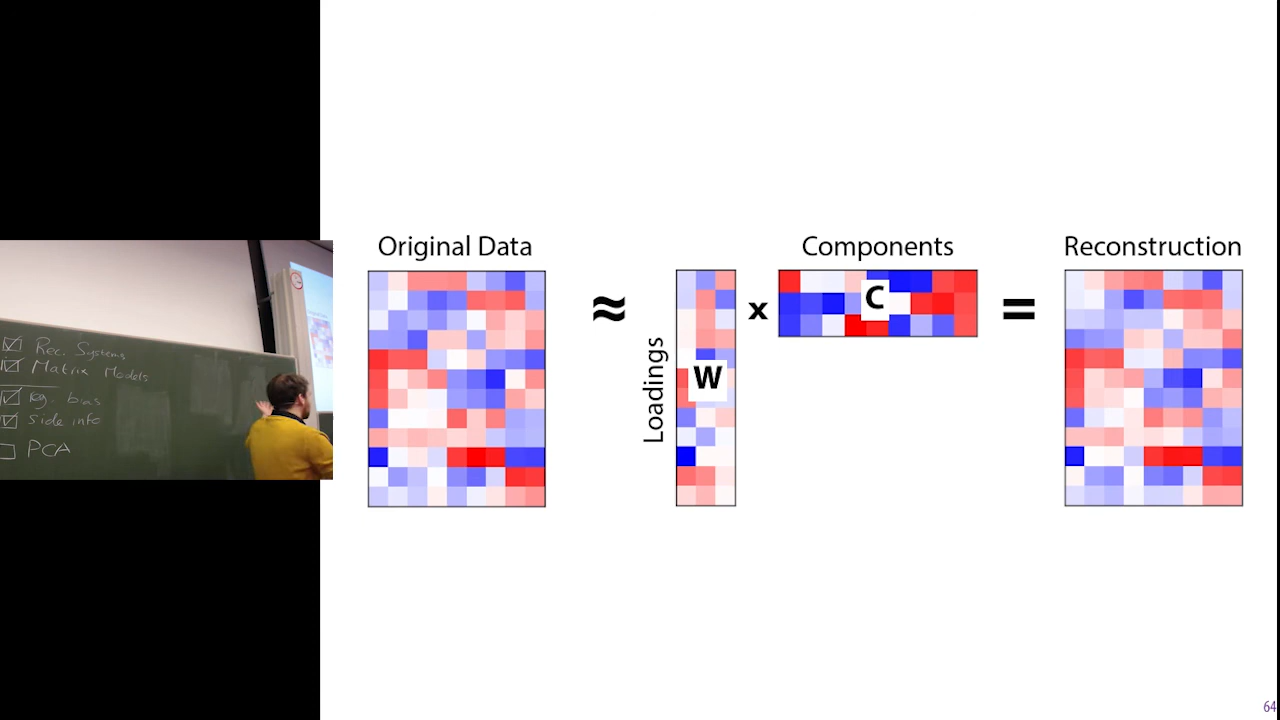 Original Data
≈
Loadings
W
x
Components
C
=
Reconstruction
Rec. Systems
Matrix Models
reg. bias
side info
PCA
64